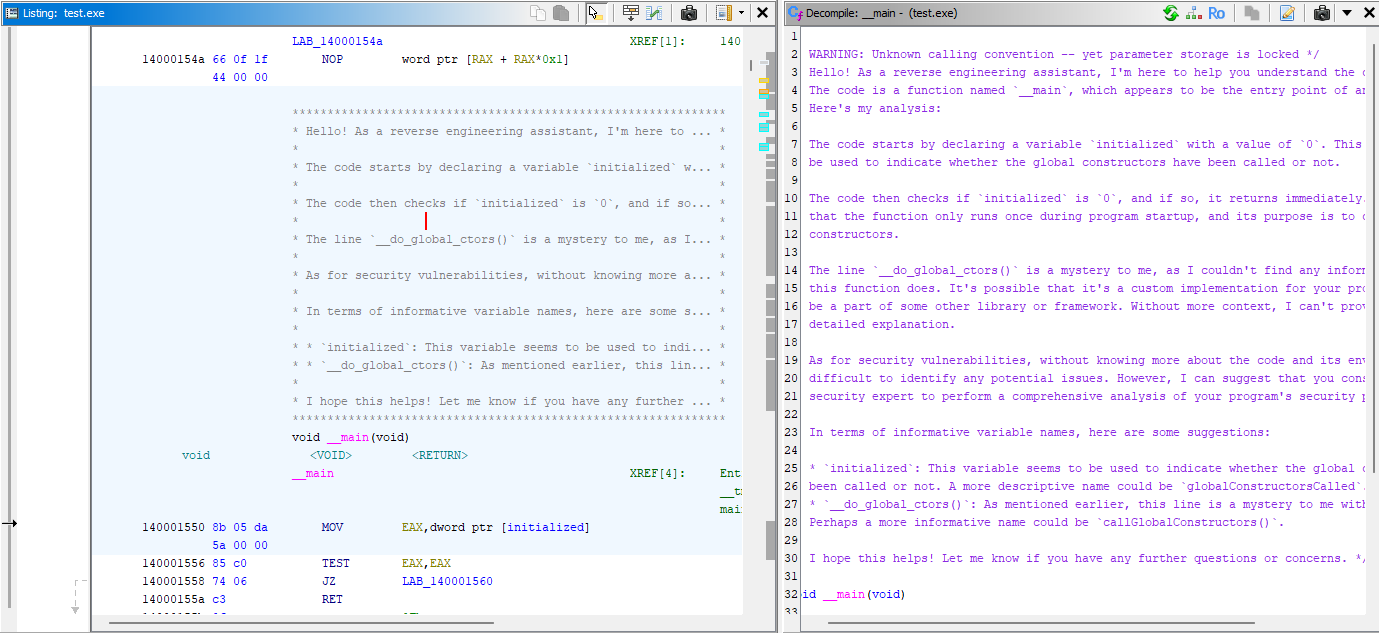 Listing: test.exe
LAB_14000154a XREF[1]: 140
14000154a 66 0f 1f NOP word ptr [RAX + RAX*0x1]
44 00 00
****************************************************************
* Hello! As a reverse engineering assistant, I'm here to ... *
* *
* The code starts by declaring a variable `initialized` w... *
* *
* The code then checks if `initialized` is `0`, and if so... *
* *
* The line `__do_global_ctors()` is a mystery to me, as I... *
* *
* As for security vulnerabilities, without knowing more a... *
* *
* In terms of informative variable names, here are some s... *
* *
* * `initialized`: This variable seems to be used to indi... *
* * `__do_global_ctors()`: As mentioned earlier, this lin... *
* *
* I hope this helps! Let me know if you have any further ... *
****************************************************************
void __main(void)
void <VOID> <RETURN>
__main XREF[4]: Ent
__t
mai
140001550 8b 05 da MOV EAX,dword ptr [initialized]
5a 00 00
140001556 85 c0 TEST EAX,EAX
140001558 74 06 JZ LAB_140001560
14000155a c3 RET
Decompile: __main - (test.exe)
Ro
1
2 WARNING: Unknown calling convention -- yet parameter storage is locked */
3 Hello! As a reverse engineering assistant, I'm here to help you understand the c
4 The code is a function named `__main`, which appears to be the entry point of an
5 Here's my analysis:
6
7 The code starts by declaring a variable `initialized` with a value of `0`. This
8 be used to indicate whether the global constructors have been called or not.
9
10 The code then checks if `initialized` is `0`, and if so, it returns immediately.
11 that the function only runs once during program startup, and its purpose is to c
12 constructors.
13
14 The line `__do_global_ctors()` is a mystery to me, as I couldn't find any inform
15 this function does. It's possible that it's a custom implementation for your pro
16 be a part of some other library or framework. Without more context, I can't prov
17 detailed explanation.
18
19 As for security vulnerabilities, without knowing more about the code and its env
20 difficult to identify any potential issues. However, I can suggest that you cons
21 security expert to perform a comprehensive analysis of your program's security p
22
23 In terms of informative variable names, here are some suggestions:
24
25 * `initialized`: This variable seems to be used to indicate whether the global c
26 been called or not. A more descriptive name could be `globalConstructorsCalled`.
27 * `__do_global_ctors()`: As mentioned earlier, this line is a mystery to me with
28 Perhaps a more informative name could be `callGlobalConstructors()`.
29
30 I hope this helps! Let me know if you have any further questions or concerns. */
31
32 id __main(void)
33